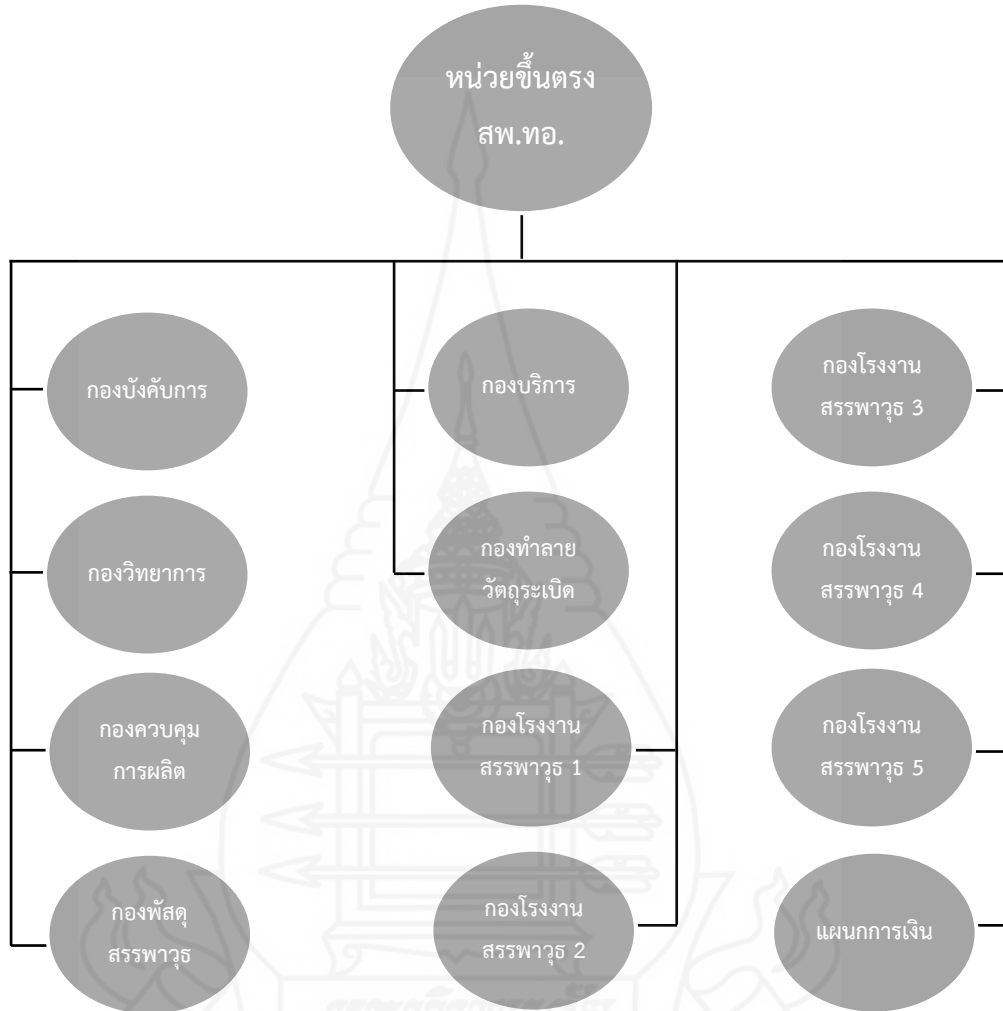 หน่วยขึ้นตรง
สพ.ทอ.
กองบังคับการ
กองวิทยาการ
กองควบคุม
การผลิต
กองพัสดุ
สรรพาวุธ
กองบริการ
กองทำลาย
วัตถุระเบิด
กองโรงงาน
สรรพาวุธ 1
กองโรงงาน
สรรพาวุธ 2
กองโรงงาน
สรรพาวุธ 3
กองโรงงาน
สรรพาวุธ 4
กองโรงงาน
สรรพาวุธ 5
แผนกการเงิน